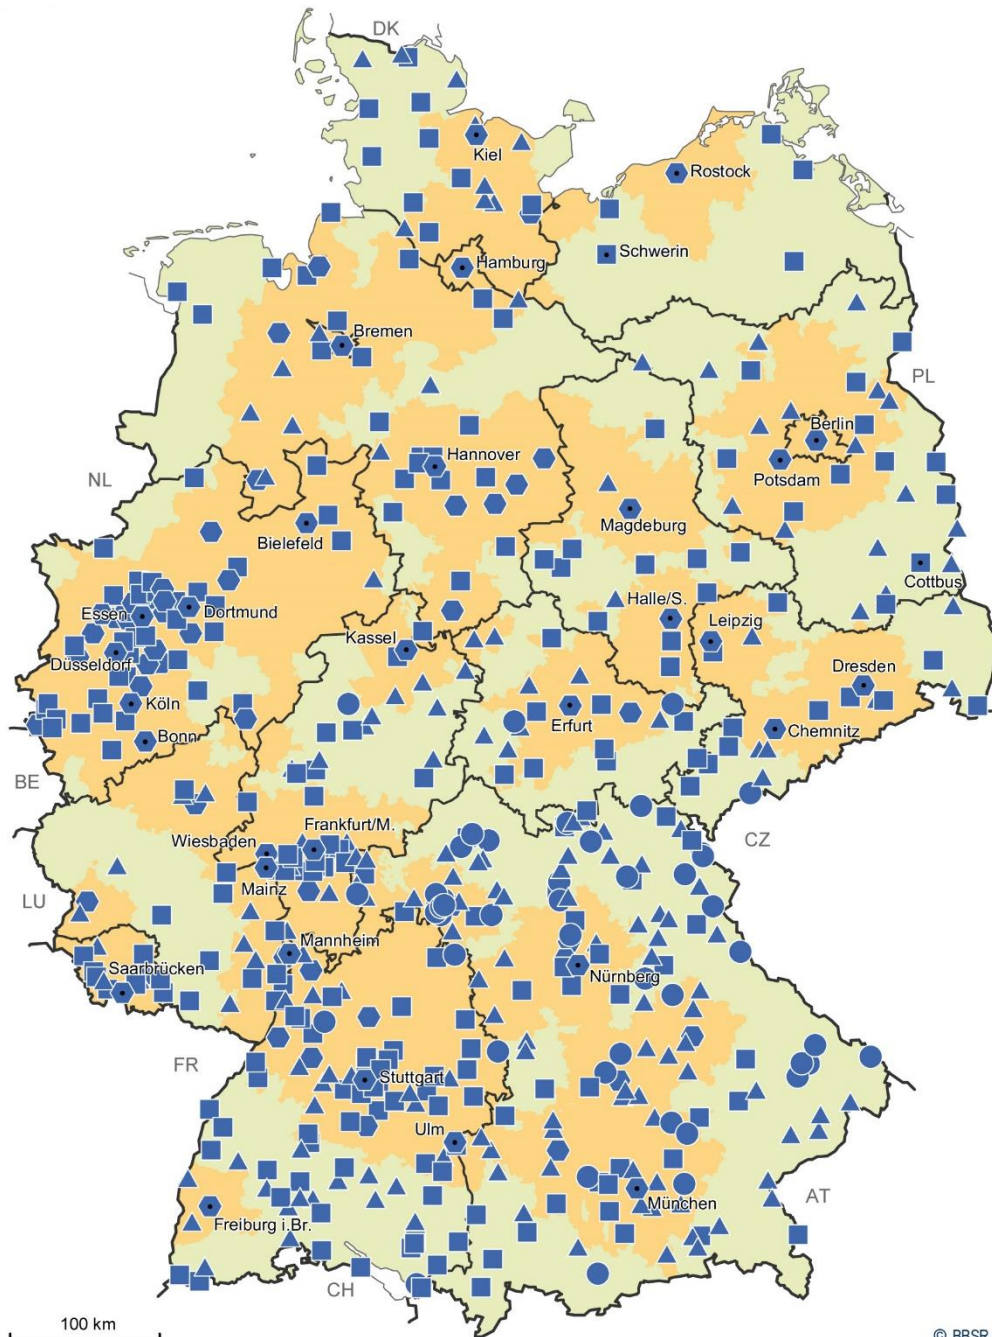 DK
Kiel
Rostock
Hamburg
Schwerin
Bremen
PL
Berlin
Hannover
Potsdam
NL
Magdeburg
Bielefeld
Cottbus
Halle/S.
Essen
Dortmund
Leipzig
Kassel
Düsseldorf
Dresden
Köln
Erfurt
Chemnitz
Bonn
BE
Frankfurt/M.
Wiesbaden
CZ
Mainz
LU
Mannheim
Saarbrücken
Nürnberg
FR
Stuttgart
Ulm
AT
München
Freiburg i.Br.
CH
100 km
© BBSR